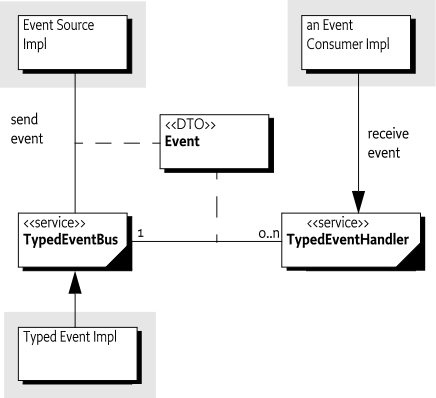 Event Source
Impl
an Event
Consumer Impl
send
event
<<DTO>>
Event
receive
event
<<service>>
TypedEventBus
1
0..n
<<service>>
TypedEventHandler
Typed Event Impl